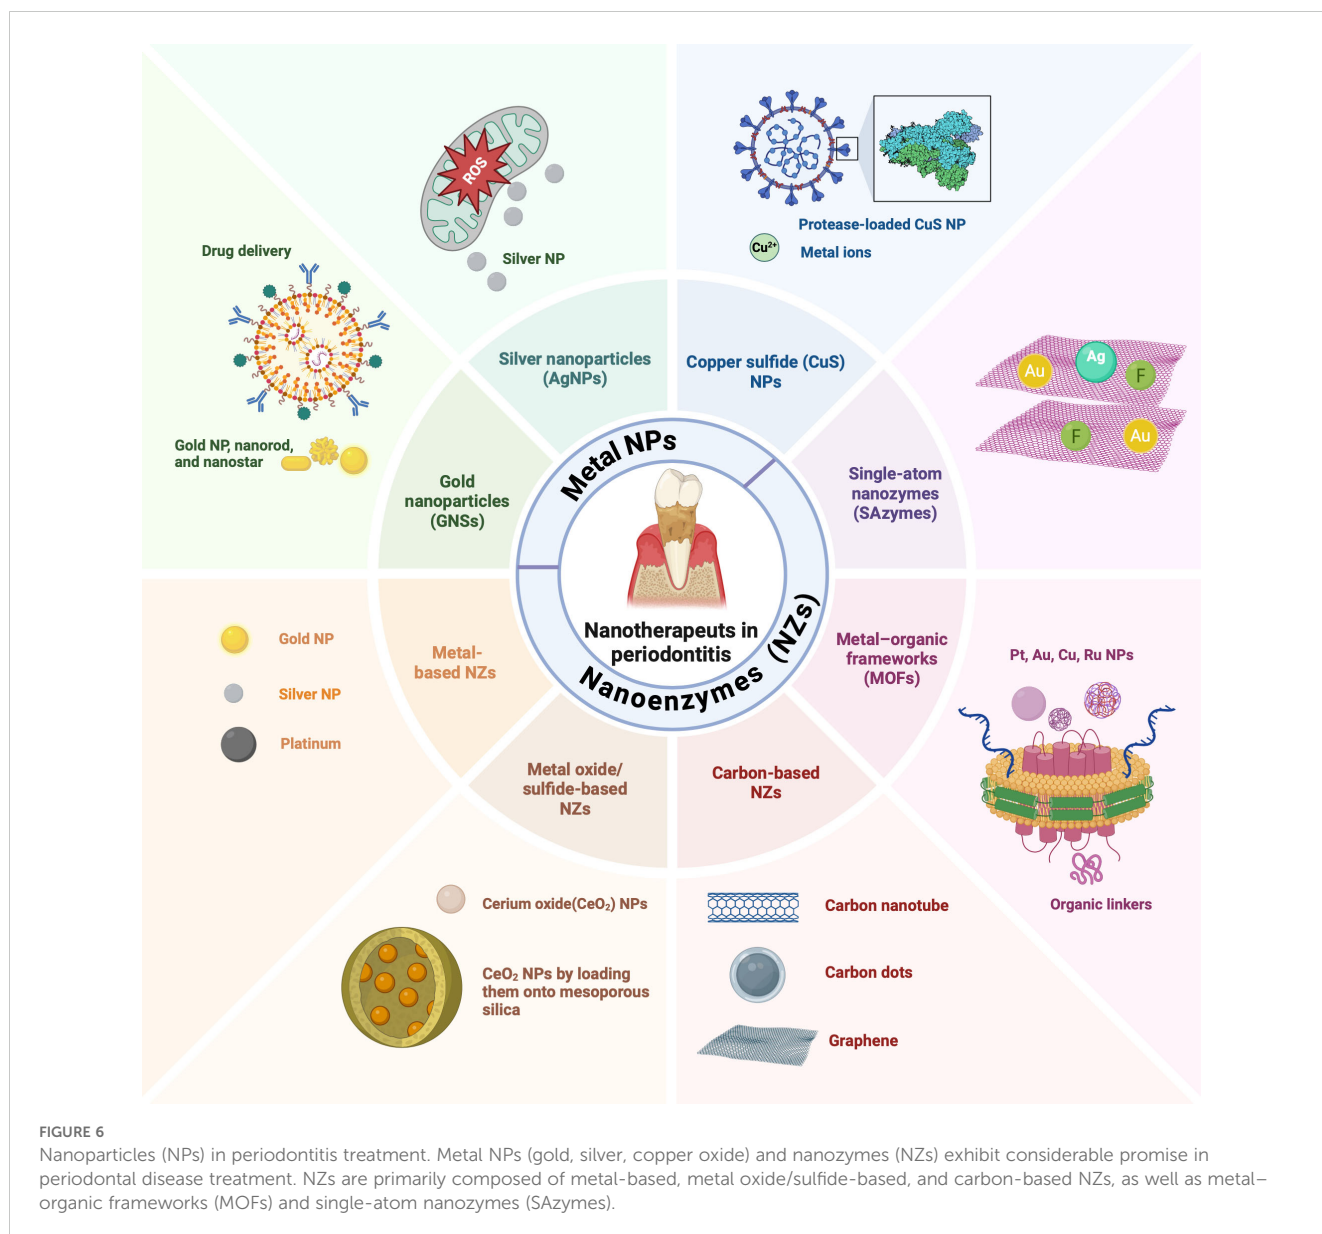 ROS
Silver NP
Protease-loaded CuS NP
Cu²⁺
Metal ions
Drug delivery
Gold NP, nanorod,
and nanostar
Silver nanoparticles
(AgNPs)
Copper sulfide (CuS)
NPs
Au
Ag
F
F
Au
Gold
nanoparticles
(GNSs)
Single-atom
nanozymes
(SAzymes)
Metal NPs
Nanotherapeuts in
periodontitis
Nanoenzymes (NZs)
Metal-
based NZs
Metal–organic
frameworks
(MOFs)
Gold NP
Silver NP
Platinum
Pt, Au, Cu, Ru NPs
Organic linkers
Metal oxide/
sulfide-based
NZs
Carbon-based
NZs
Cerium oxide(CeO₂) NPs
CeO₂ NPs by loading
them onto mesoporous
silica
Carbon nanotube
Carbon dots
Graphene
FIGURE 6
Nanoparticles (NPs) in periodontitis treatment. Metal NPs (gold, silver, copper oxide) and nanozymes (NZs) exhibit considerable promise in
periodontal disease treatment. NZs are primarily composed of metal-based, metal oxide/sulfide-based, and carbon-based NZs, as well as metal–
organic frameworks (MOFs) and single-atom nanozymes (SAzymes).